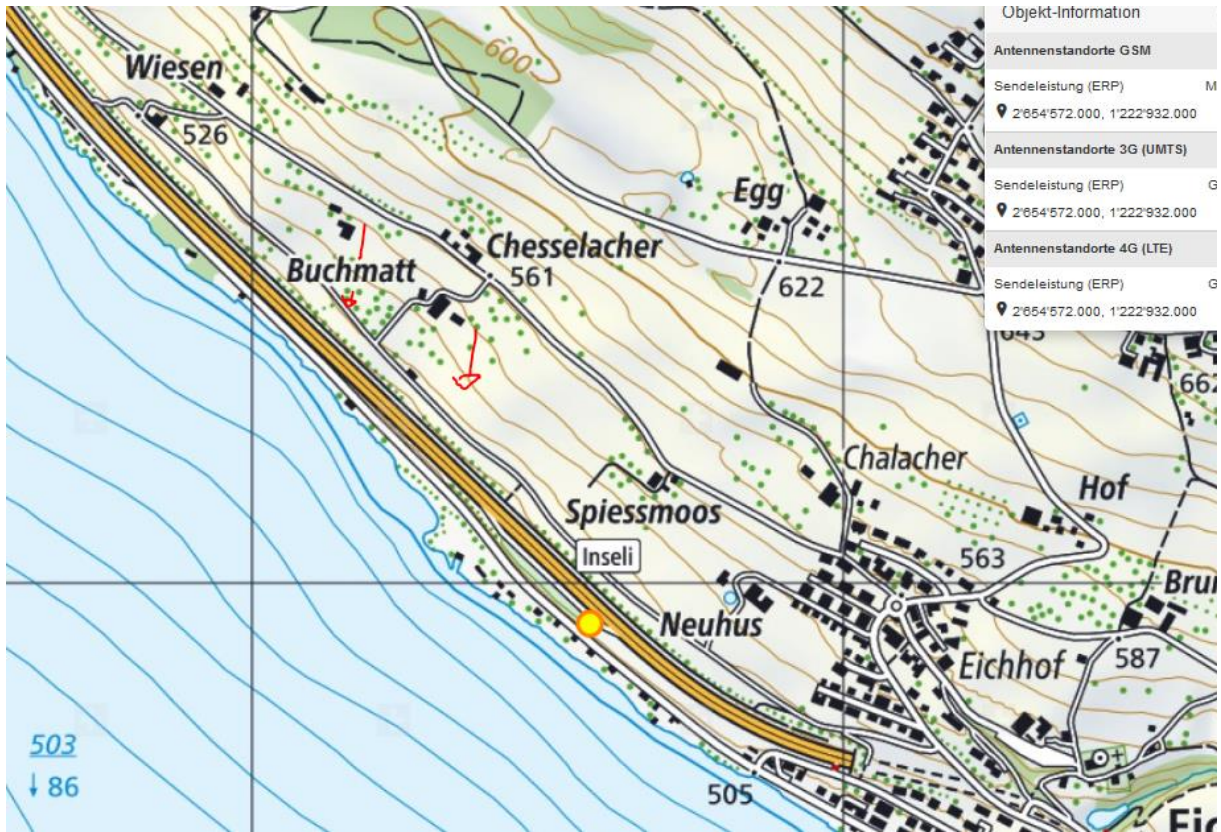 Objekt-Information
Antennenstandorte GSM
Sendeleistung (ERP) M
2'654'572.000, 1'222'932.000
Antennenstandorte 3G (UMTS)
Sendeleistung (ERP) G
2'654'572.000, 1'222'932.000
Antennenstandorte 4G (LTE)
Sendeleistung (ERP) G
2'654'572.000, 1'222'932.000
600
Wiesen
526
Egg
Chesselacher
561
Buchmatt
622
643
662
Chalacher
Hof
Spiessmoos
Inseli
563
Brun
Neuhus
Eichhof
587
503
↓ 86
505
Eic